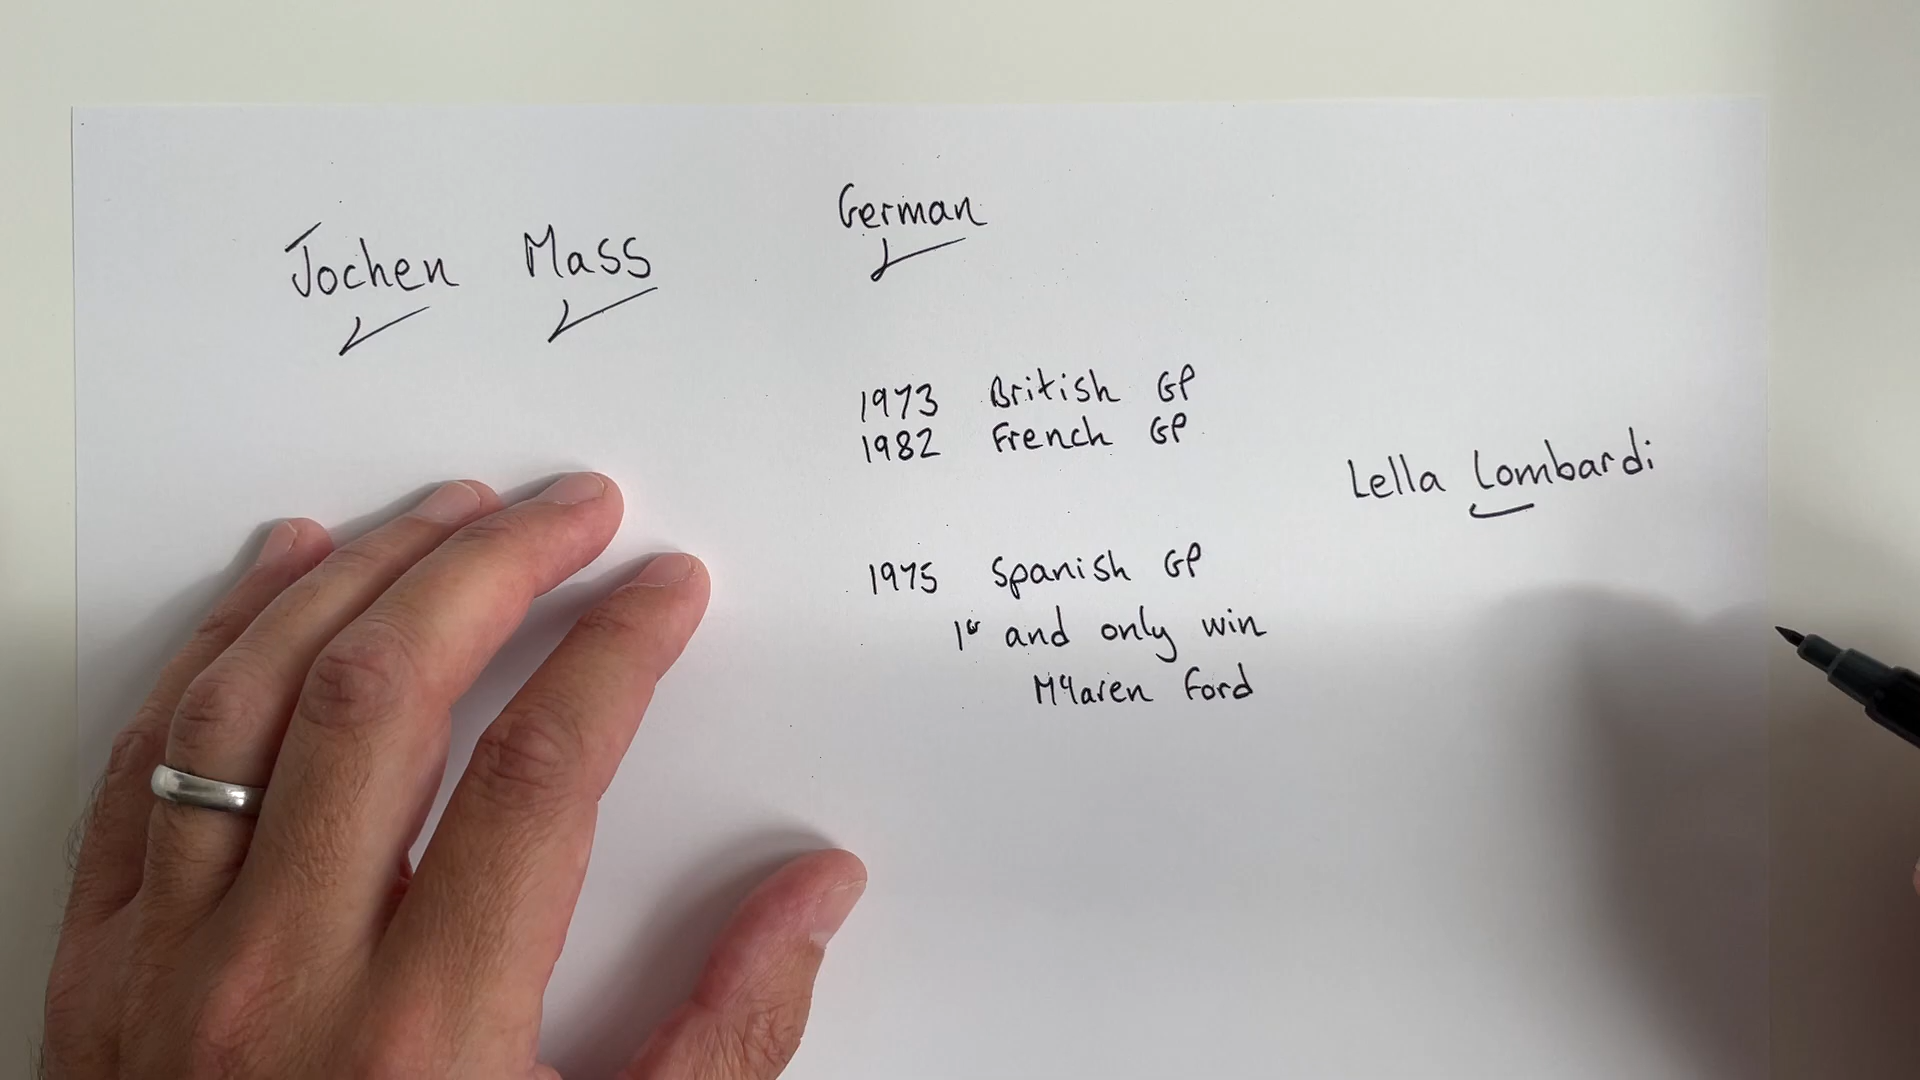 Jochen Mass
German
1973 British GP
1982 French GP
Lella Lombardi
1975 Spanish GP
1st and only win
McLaren Ford